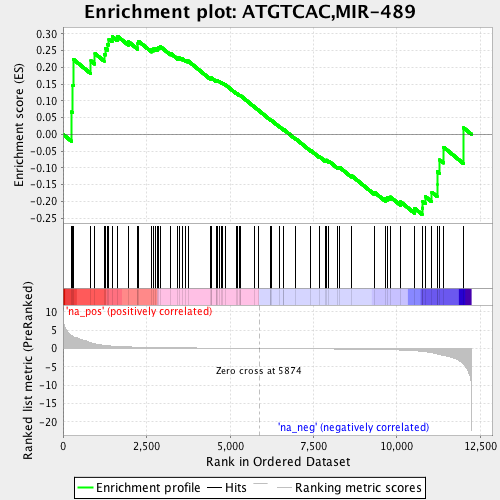 Enrichment plot: ATGTCAC,MIR-489
Enrichment score (ES)
0.30
0.25
0.20
0.15
0.10
0.05
0.00
-0.05
-0.10
-0.15
-0.20
-0.25
'na_pos' (positively correlated)
Ranked list metric (PreRanked)
10
5
0
-5
-10
-15
-20
Zero cross at 5874
'na_neg' (negatively correlated)
0
2,500
5,000
7,500
10,000
12,500
Rank in Ordered Dataset
Enrichment profile
Hits
Ranking metric scores